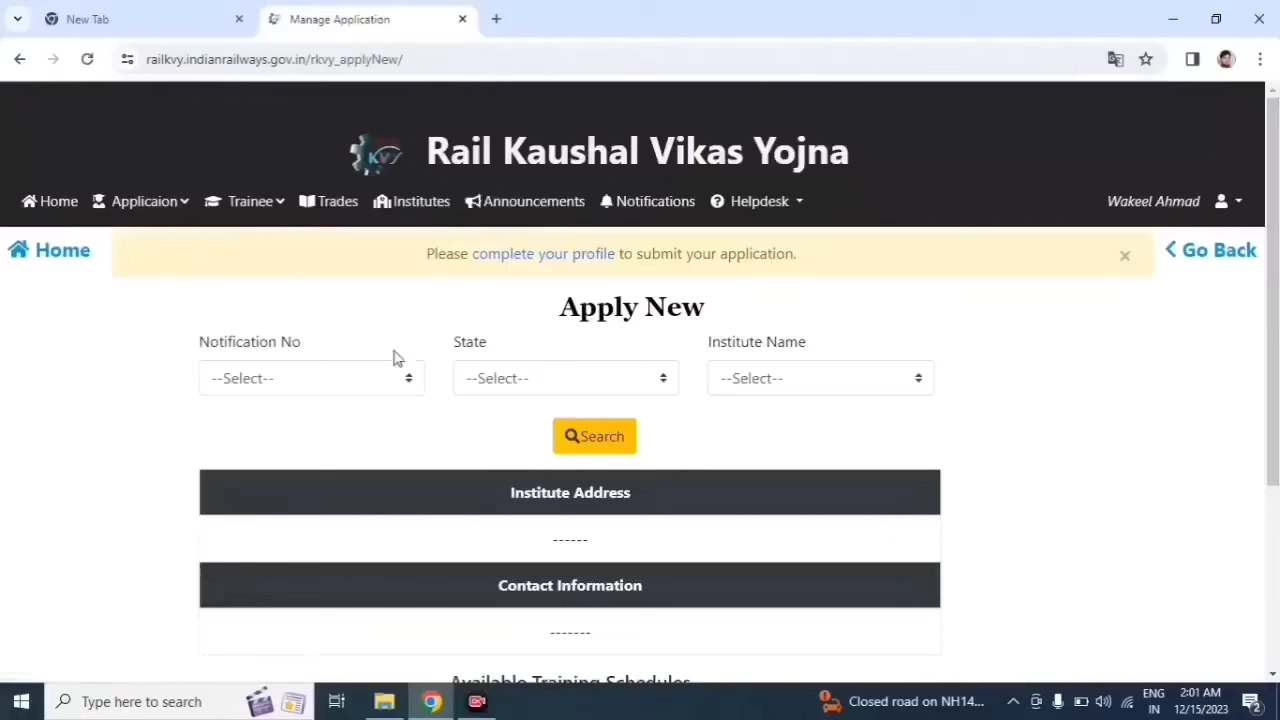 New Tab
Manage Application
railkvy.indianrailways.gov.in/rkvy_applyNew/
KVY
Rail Kaushal Vikas Yojna
Home Applicaion Trainee Trades Institutes Announcements Notifications Helpdesk Wakeel Ahmad
Home
Please complete your profile to submit your application.
Go Back
Apply New
Notification No State Institute Name
--Select-- --Select-- --Select--
Search
Institute Address
------
Contact Information
-------
Available Training Schedules
Type here to search
Closed road on NH14...
ENG
IN
2:01 AM
12/15/2023
2